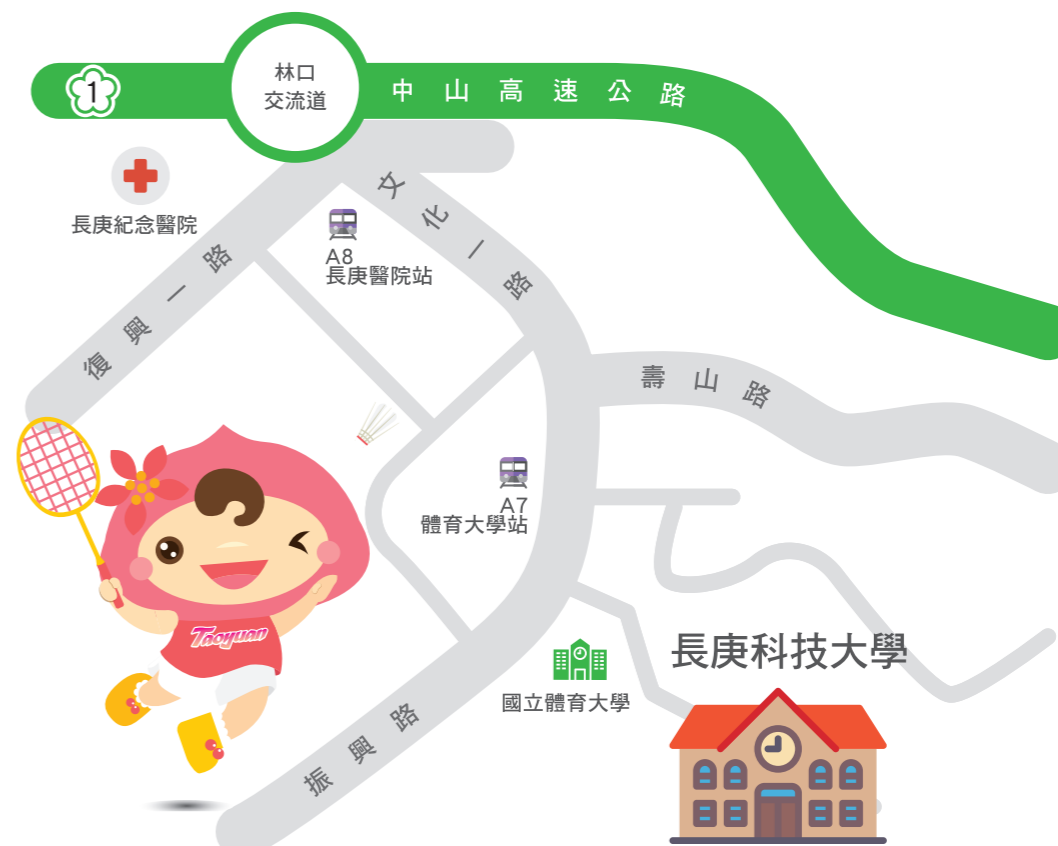 林口
交流道
1
中山高速公路
長庚紀念醫院
文化一路
A8
長庚醫院站
復興一路
壽山路
A7
體育大學站
Taoyuan
長庚科技大學
國立體育大學
振興路